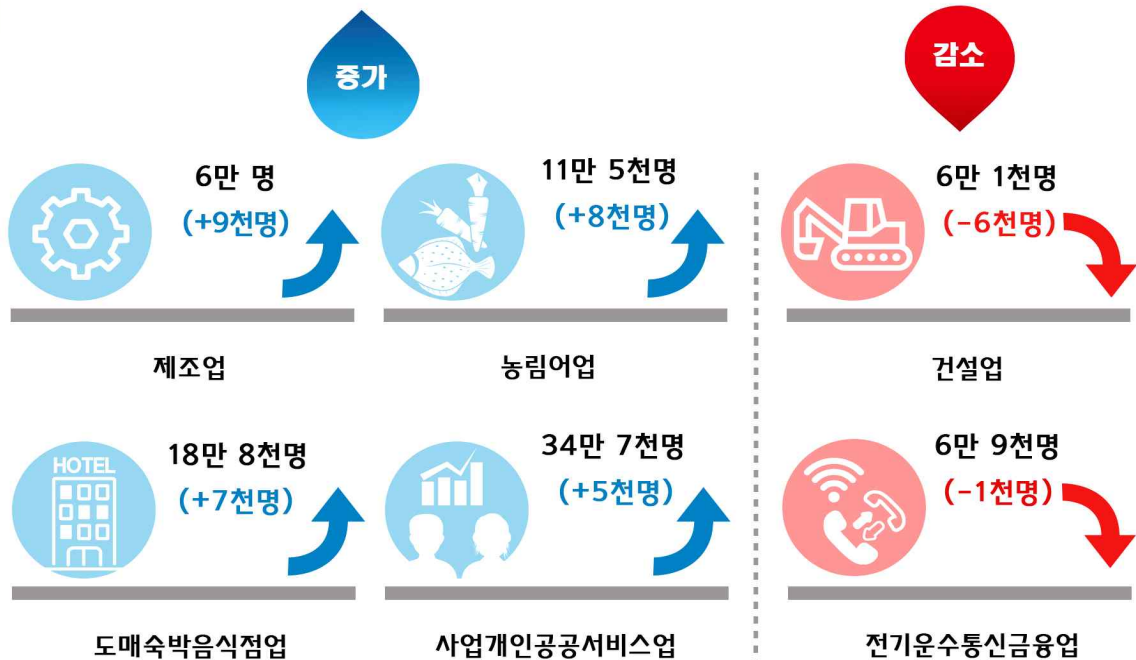 증가
감소
6만 명
(+9천명)
제조업
11만 5천명
(+8천명)
농림어업
6만 1천명
(-6천명)
건설업
HOTEL
18만 8천명
(+7천명)
도매숙박음식점업
34만 7천명
(+5천명)
사업개인공공서비스업
6만 9천명
(-1천명)
전기운수통신금융업